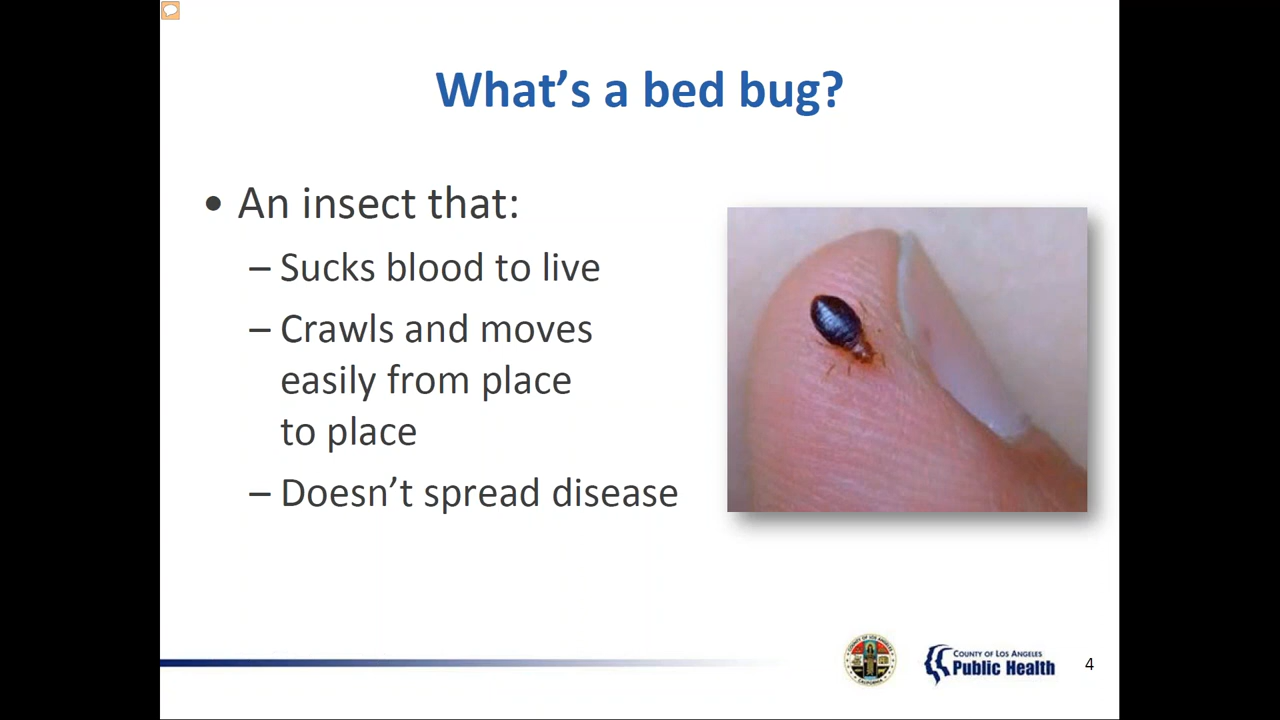 What's a bed bug?
• An insect that:
– Sucks blood to live
– Crawls and moves
easily from place
to place
– Doesn't spread disease
COUNTY OF LOS ANGELES
Public Health
4